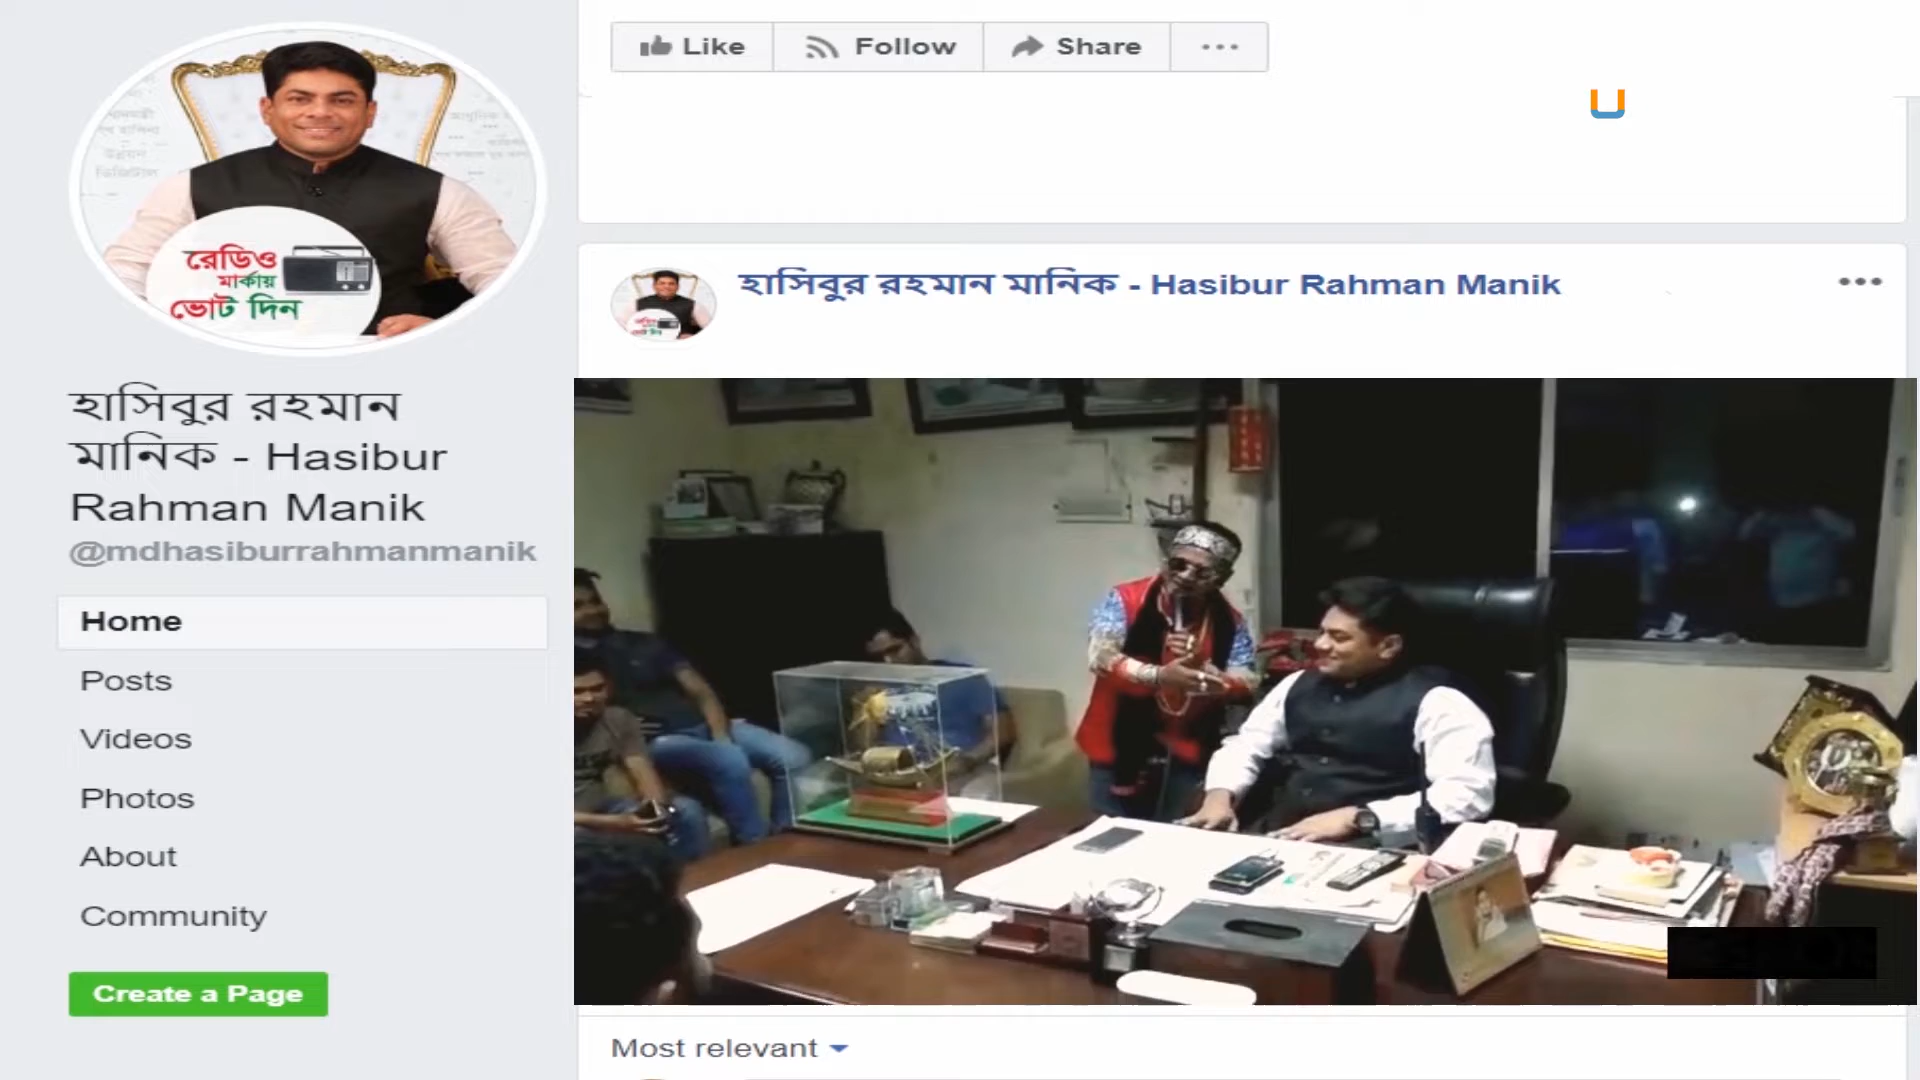 Like
Follow
Share
রেডিও
মার্কায়
ভোট দিন
হাসিবুর রহমান
মানিক - Hasibur
Rahman Manik
@mdhasiburrahmanmanik
Home
Posts
Videos
Photos
About
Community
Create a Page
হাসিবুর রহমান মানিক - Hasibur Rahman Manik
Most relevant